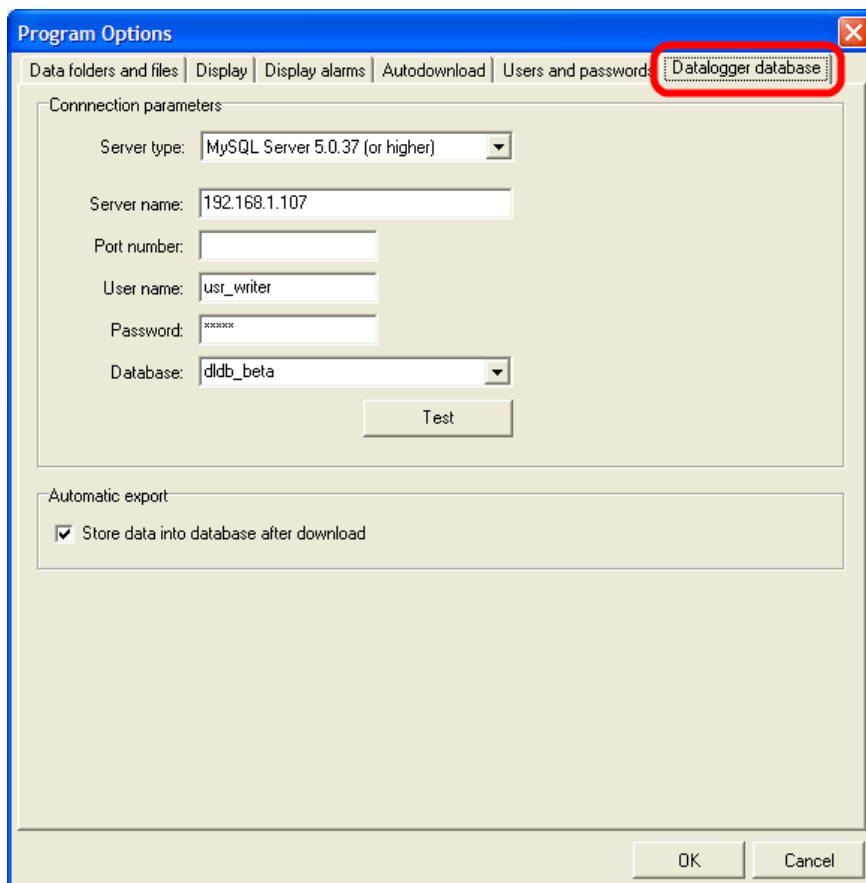 Program Options
Data folders and files Display Display alarms Autodownload Users and passwords Datalogger database
Connnection parameters
Server type: MySQL Server 5.0.37 (or higher)
Server name: 192.168.1.107
Port number:
User name: usr_writer
Password: *****
Database: dldb_beta
Test
Automatic export
Store data into database after download
OK Cancel